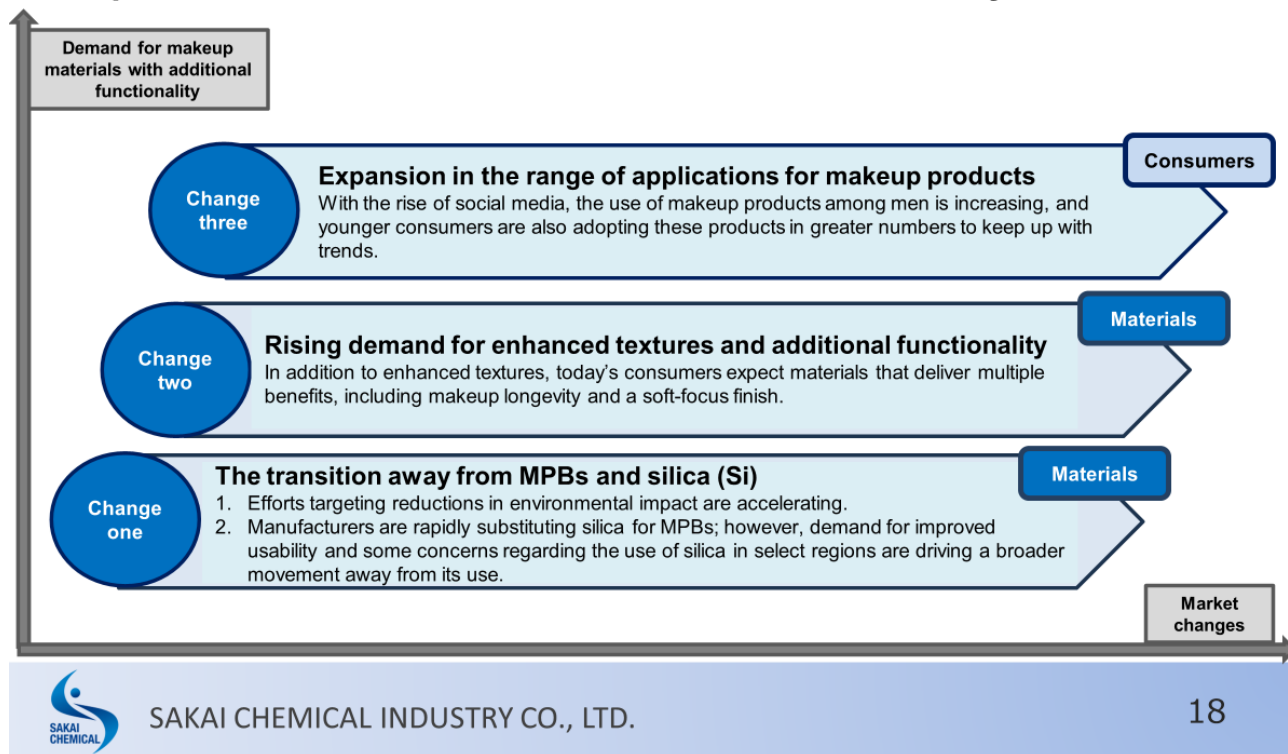 Demand for makeup
materials with additional
functionality
Consumers
Change
three
Expansion in the range of applications for makeup products
With the rise of social media, the use of makeup products among men is increasing, and
younger consumers are also adopting these products in greater numbers to keep up with
trends.
Materials
Change
two
Rising demand for enhanced textures and additional functionality
In addition to enhanced textures, today's consumers expect materials that deliver multiple
benefits, including makeup longevity and a soft-focus finish.
Materials
Change
one
The transition away from MPBs and silica (Si)
1. Efforts targeting reductions in environmental impact are accelerating.
2. Manufacturers are rapidly substituting silica for MPBs; however, demand for improved
usability and some concerns regarding the use of silica in select regions are driving a broader
movement away from its use.
Market
changes
SAKAI
CHEMICAL
SAKAI CHEMICAL INDUSTRY CO., LTD.
18